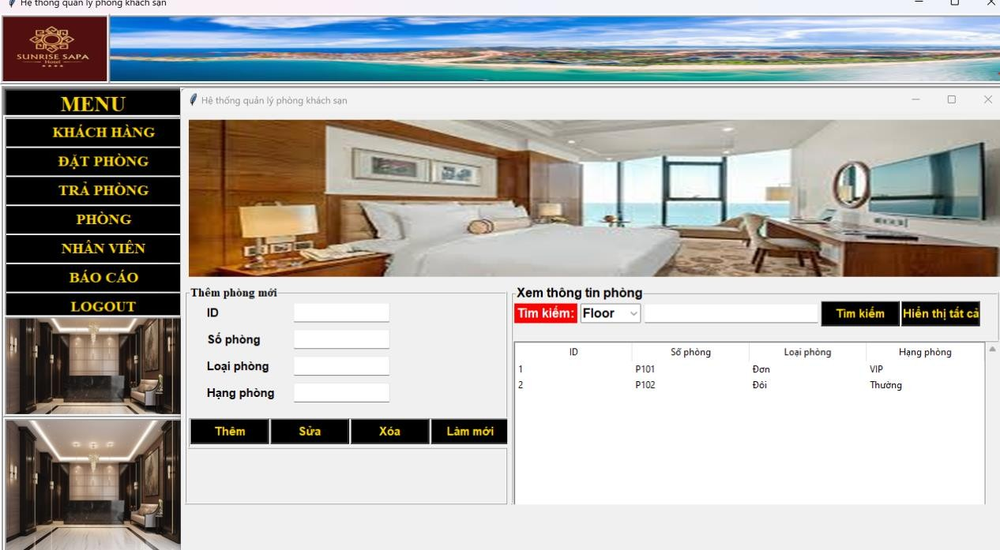 Hệ thống quản lý phòng khách sạn
SUNRISE SAPA
Hotel
MENU
KHÁCH HÀNG
ĐẶT PHÒNG
TRẢ PHÒNG
PHÒNG
NHÂN VIÊN
BÁO CÁO
LOGOUT
Hệ thống quản lý phòng khách sạn
Thêm phòng mới
ID
Số phòng
Loại phòng
Hạng phòng
Thêm Sửa Xóa Làm mới
Xem thông tin phòng
Tìm kiếm: Floor Tìm kiếm Hiển thị tất cả
ID Số phòng Loại phòng Hạng phòng
1 P101 Đơn VIP
2 P102 Đôi Thường